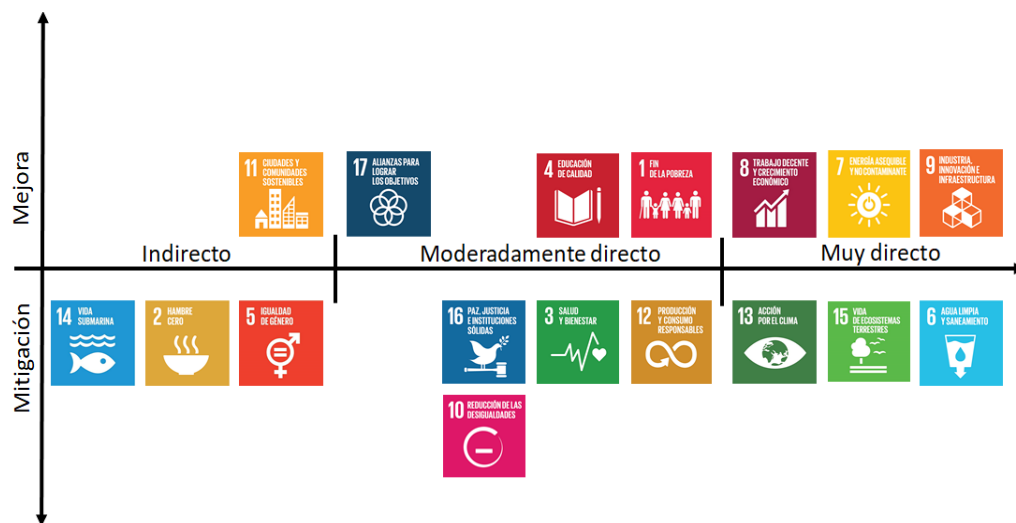 Mejora
11 CIUDADES Y
COMUNIDADES
SOSTENIBLES
17 ALIANZAS PARA
LOGRAR
LOS OBJETIVOS
4 EDUCACIÓN
DE CALIDAD
1 FIN
DE LA POBREZA
8 TRABAJO DECENTE
Y CRECIMIENTO
ECONÓMICO
7 ENERGÍA ASEQUIBLE
Y NO CONTAMINANTE
9 INDUSTRIA,
INNOVACIÓN E
INFRAESTRUCTURA
Indirecto
Moderadamente directo
Muy directo
Mitigación
14 VIDA
SUBMARINA
2 HAMBRE
CERO
5 IGUALDAD
DE GÉNERO
16 PAZ, JUSTICIA
E INSTITUCIONES
SÓLIDAS
3 SALUD
Y BIENESTAR
12 PRODUCCIÓN
Y CONSUMO
RESPONSABLES
13 ACCIÓN
POR EL CLIMA
15 VIDA
DE ECOSISTEMAS
TERRESTRES
6 AGUA LIMPIA
Y SANEAMIENTO
10 REDUCCIÓN DE LAS
DESIGUALDADES